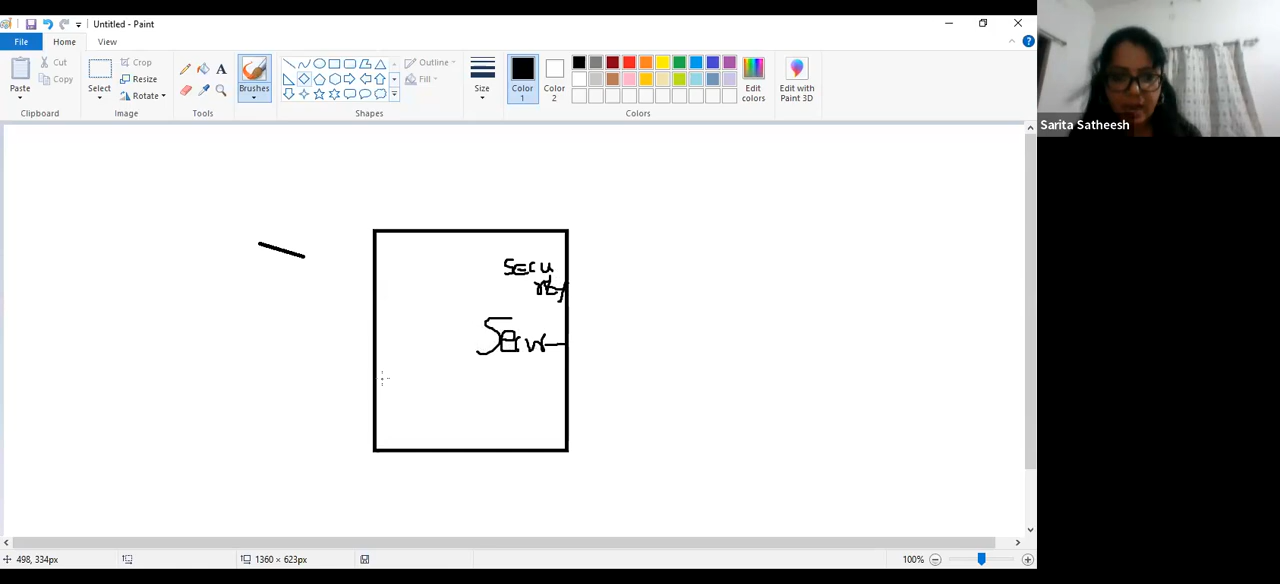 Untitled - Paint
File
Home
View
Cut
Copy
Paste
Clipboard
Crop
Resize
Rotate
Select
Image
Tools
Brushes
Outline
Fill
Shapes
Size
Color 1
Color 2
Edit colors
Colors
Edit with Paint 3D
Sarita Satheesh
SECU
498, 334px
1360 × 623px
100%